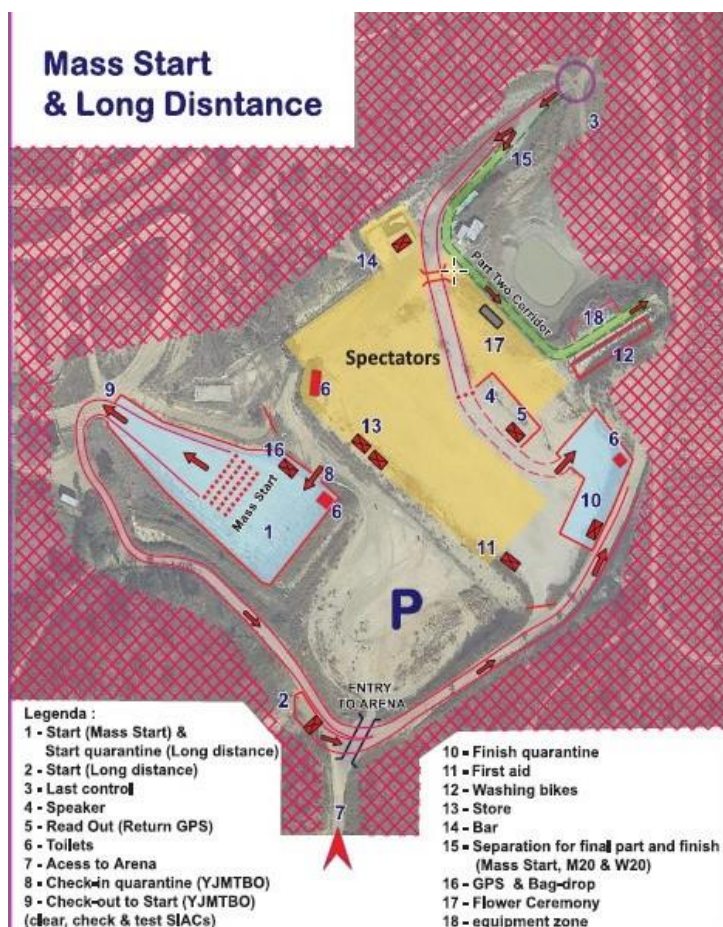 Mass Start
& Long Disntance
3
15
14
Part Two Corridor
18
17
12
Spectators
6
4
9
5
13
6
16
8
Mass Start
6
10
1
11
P
ENTRY
TO ARENA
2
7
Legenda :
1 - Start (Mass Start) &
Start quarantine (Long distance)
2 - Start (Long distance)
3 - Last control
4 - Speaker
5 - Read Out (Return GPS)
6 - Toilets
7 - Acess to Arena
8 - Check-in quarantine (YJMTBO)
9 - Check-out to Start (YJMTBO)
(clear, check & test SIACs)
10 - Finish quarantine
11 - First aid
12 - Washing bikes
13 - Store
14 - Bar
15 - Separation for final part and finish
(Mass Start, M20 & W20)
16 - GPS & Bag-drop
17 - Flower Ceremony
18 - equipment zone